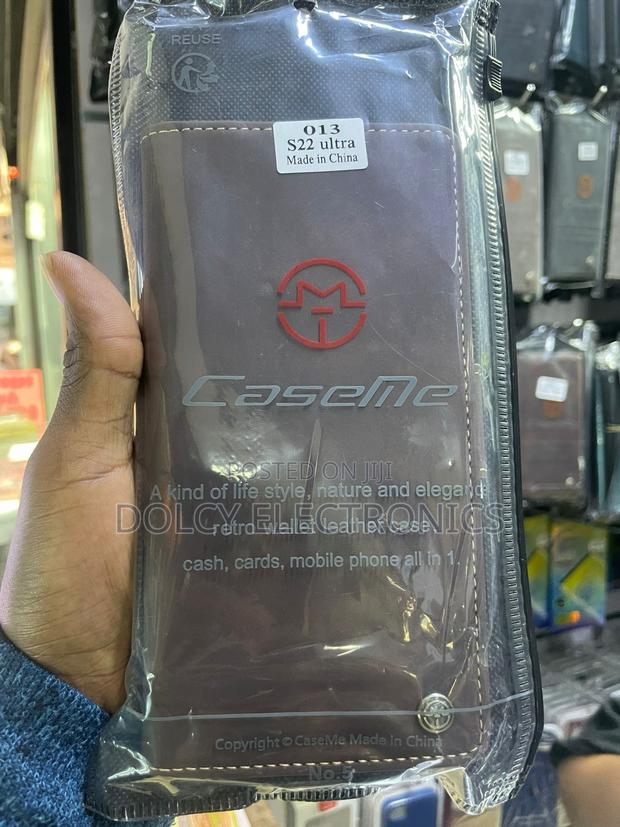 REUSE
013
S22 ultra
Made in China
CaseMe
POSTED ON JIJI
A kind of life style, nature and elegand
DOLCY ELECTRONICS
retro wallet leather case,
cash, cards, mobile phone all in 1.
Copyright © CaseMe Made in China
No.5